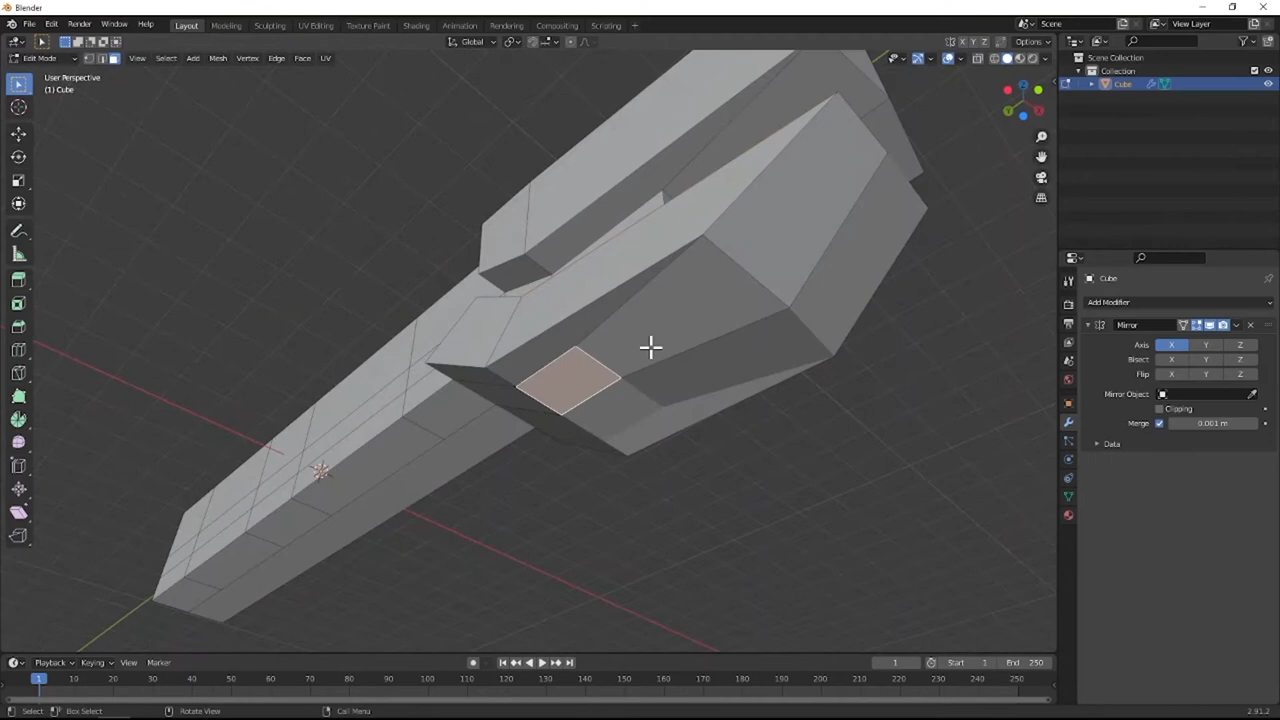 Blender
File Edit Render Window Help Layout Modeling Sculpting UV Editing Texture Paint Shading Animation Rendering Compositing Scripting + Scene View Layer
Global X Y Z Options
Edit Mode View Select Add Mesh Vertex Edge Face UV
User Perspective
(1) Cube
Scene Collection
Collection
Cube
Cube
Add Modifier
Mirror
Axis X Y Z
Bisect X Y Z
Flip X Y Z
Mirror Object
Clipping
Merge 0.001 m
Data
Playback Keying View Marker 1 Start 1 End 250
1 10 20 30 40 50 60 70 80 90 100 110 120 130 140 150 160 170 180 190 200 210 220 230 240 250
Select Box Select Rotate View Call Menu 2.91.2